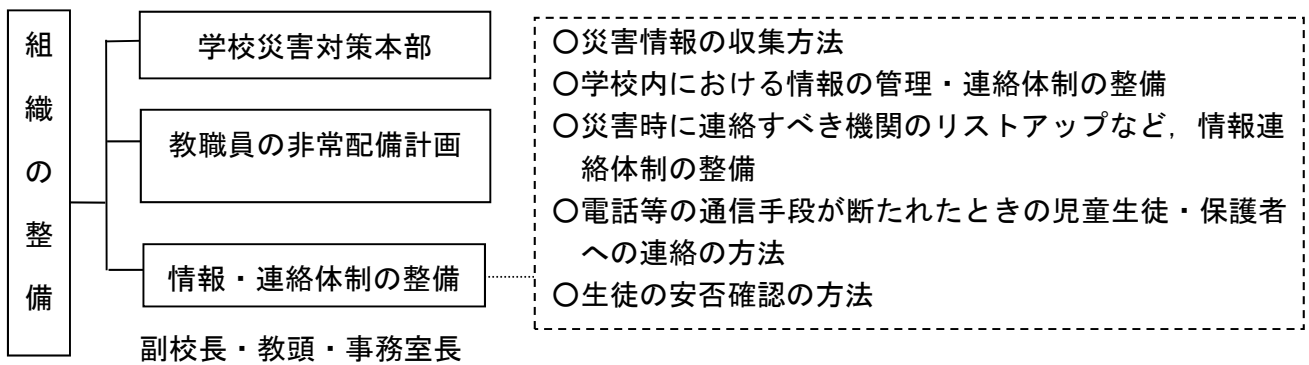 組織の整備
学校災害対策本部
教職員の非常配備計画
情報・連絡体制の整備
副校長・教頭・事務室長
〇災害情報の収集方法
〇学校内における情報の管理・連絡体制の整備
〇災害時に連絡すべき機関のリストアップなど，情報連
絡体制の整備
〇電話等の通信手段が断たれたときの児童生徒・保護者
への連絡の方法
〇生徒の安否確認の方法